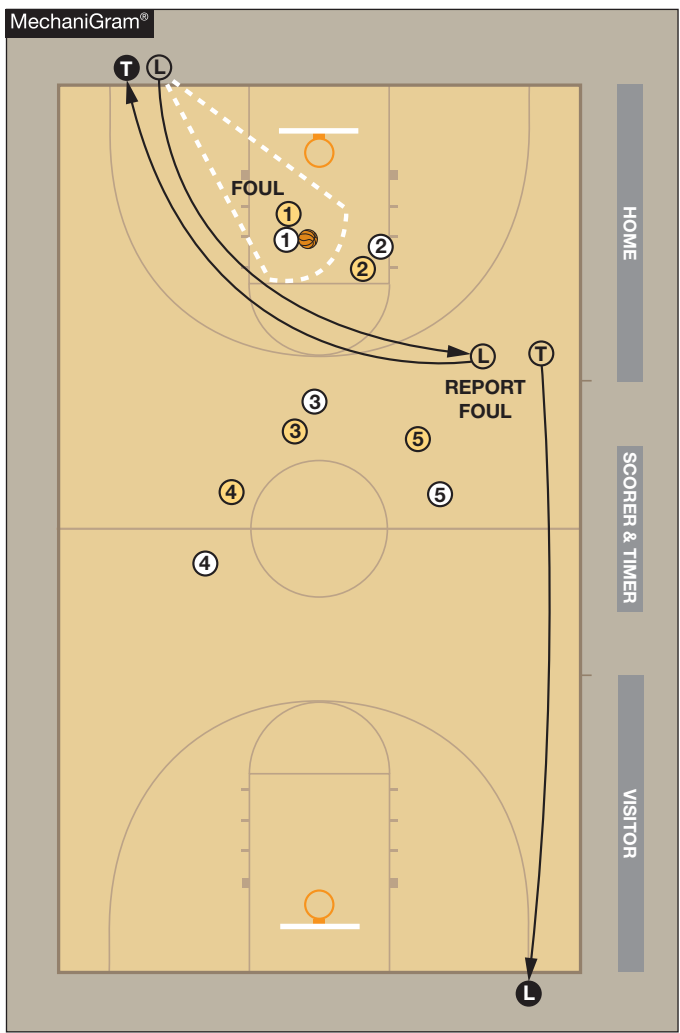 MechaniGram®
T
L
FOUL
1
1
2
2
HOME
L
T
REPORT
FOUL
3
3
5
4
5
SCORER & TIMER
4
VISITOR
L